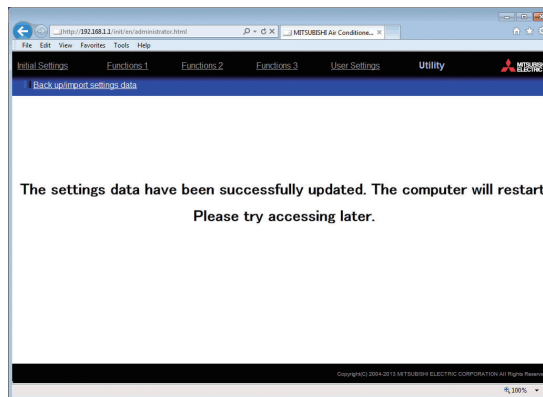 http://192.168.1.1/init/en/administrator.html
MITSUBISHI Air Conditione...
File Edit View Favorites Tools Help
Initial Settings Functions 1 Functions 2 Functions 3 User Settings Utility
MITSUBISH
ELECTRIC
Back up/import settings data
The settings data have been successfully updated. The computer will restart
Please try accessing later.
Copyright(C) 2004-2013 MITSUBISHI ELECTRIC CORPORATION All Rights Reserve
100%